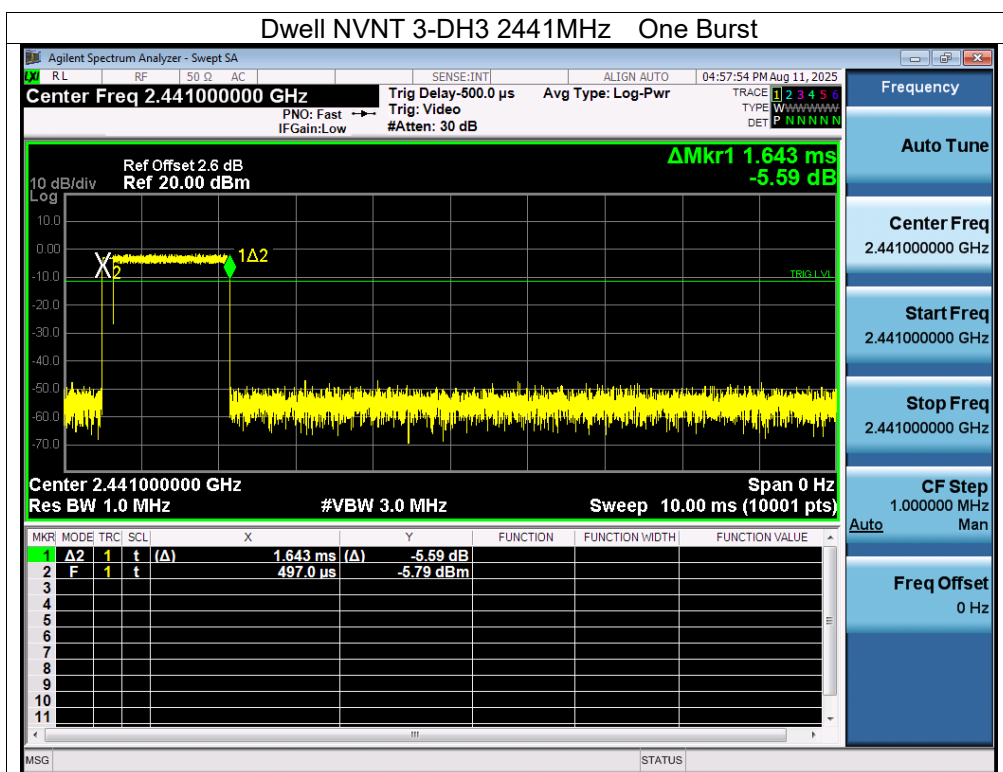 Dwell NVNT 3-DH3 2441MHz One Burst
Agilent Spectrum Analyzer - Swept SA
LXI RL RF 50 Ω AC SENSE:INT ALIGN AUTO 04:57:54 PM Aug 11, 2025
Center Freq 2.441000000 GHz Trig Delay-500.0 µs Avg Type: Log-Pwr TRACE 1 2 3 4 5 6
PNO: Fast Trig: Video TYPE WWWWWWW
IFGain:Low #Atten: 30 dB DET P N N N N N
ΔMkr1 1.643 ms
-5.59 dB
Ref Offset 2.6 dB
10 dB/div Ref 20.00 dBm
Log
10.0
0.00
-10.0
-20.0
-30.0
-40.0
-50.0
-60.0
-70.0
X2
1Δ2
TRIG LVL
Center 2.441000000 GHz Span 0 Hz
Res BW 1.0 MHz #VBW 3.0 MHz Sweep 10.00 ms (10001 pts)
MKR MODE TRC SCL X Y FUNCTION FUNCTION WIDTH FUNCTION VALUE
1 Δ2 1 t (Δ) 1.643 ms (Δ) -5.59 dB
2 F 1 t 497.0 µs -5.79 dBm
3
4
5
6
7
8
9
10
11
MSG STATUS
Frequency
Auto Tune
Center Freq
2.441000000 GHz
Start Freq
2.441000000 GHz
Stop Freq
2.441000000 GHz
CF Step
1.000000 MHz
Auto Man
Freq Offset
0 Hz